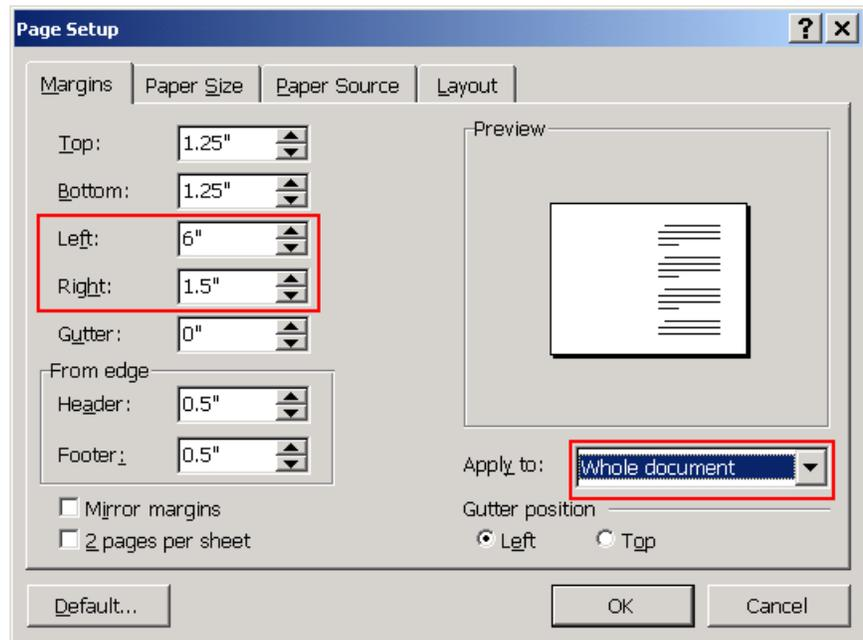 Page Setup
Margins Paper Size Paper Source Layout
Top: 1.25"
Bottom: 1.25"
Left: 6"
Right: 1.5"
Gutter: 0"
From edge
Header: 0.5"
Footer: 0.5"
Mirror margins
2 pages per sheet
Preview
Apply to: Whole document
Gutter position
Left Top
Default... OK Cancel